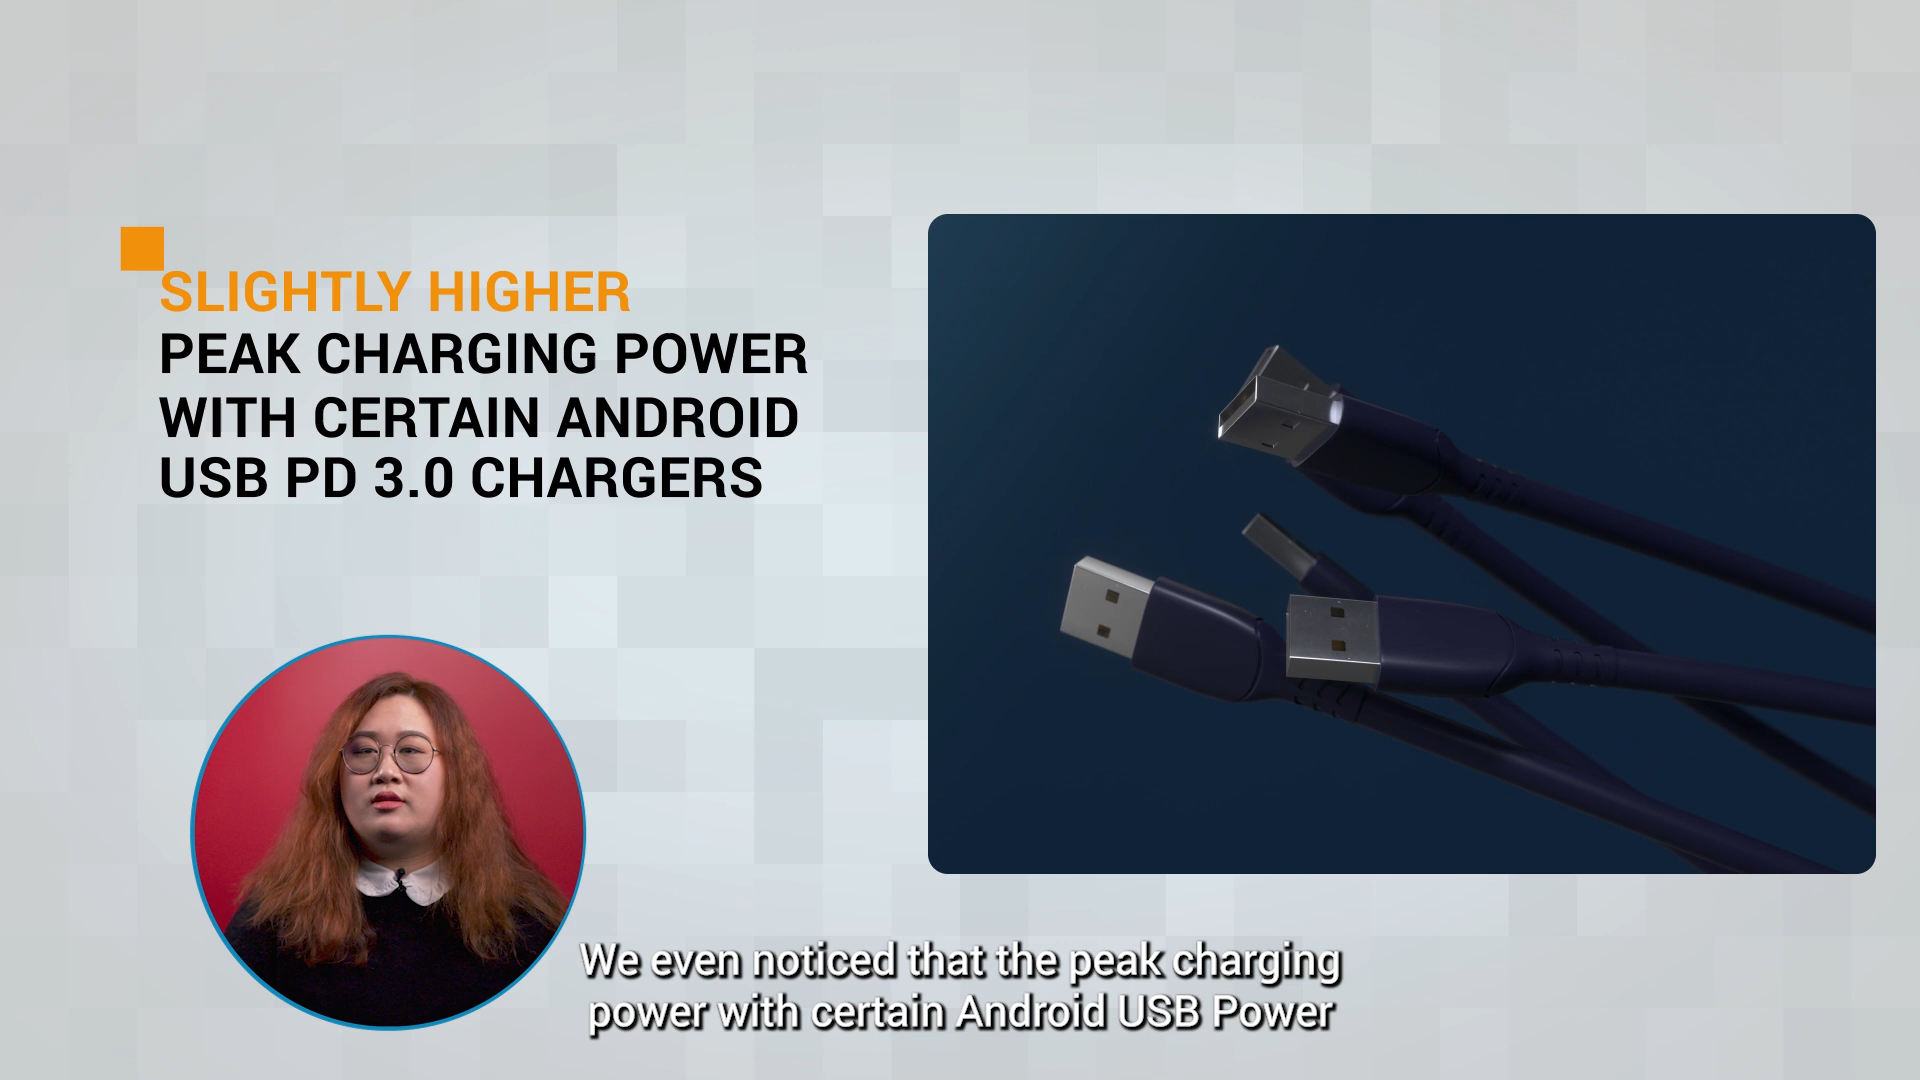 SLIGHTLY HIGHER
PEAK CHARGING POWER
WITH CERTAIN ANDROID
USB PD 3.0 CHARGERS
We even noticed that the peak charging
power with certain Android USB Power